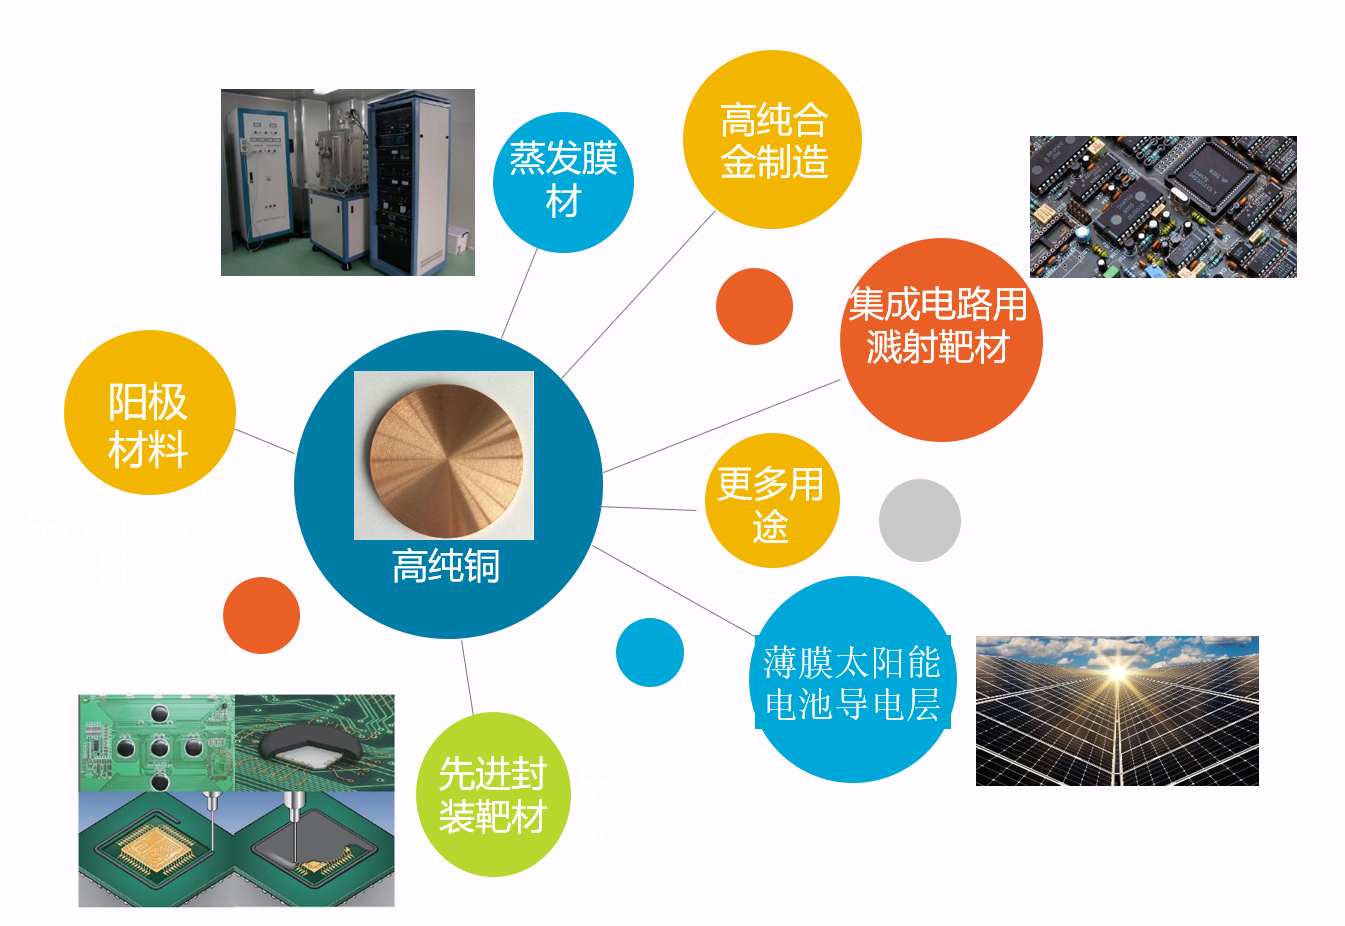 蒸发膜
材
高纯合
金制造
集成电路用
溅射靶材
阳极
材料
高纯铜
更多用
途
薄膜太阳能
电池导电层
先进封
装靶材